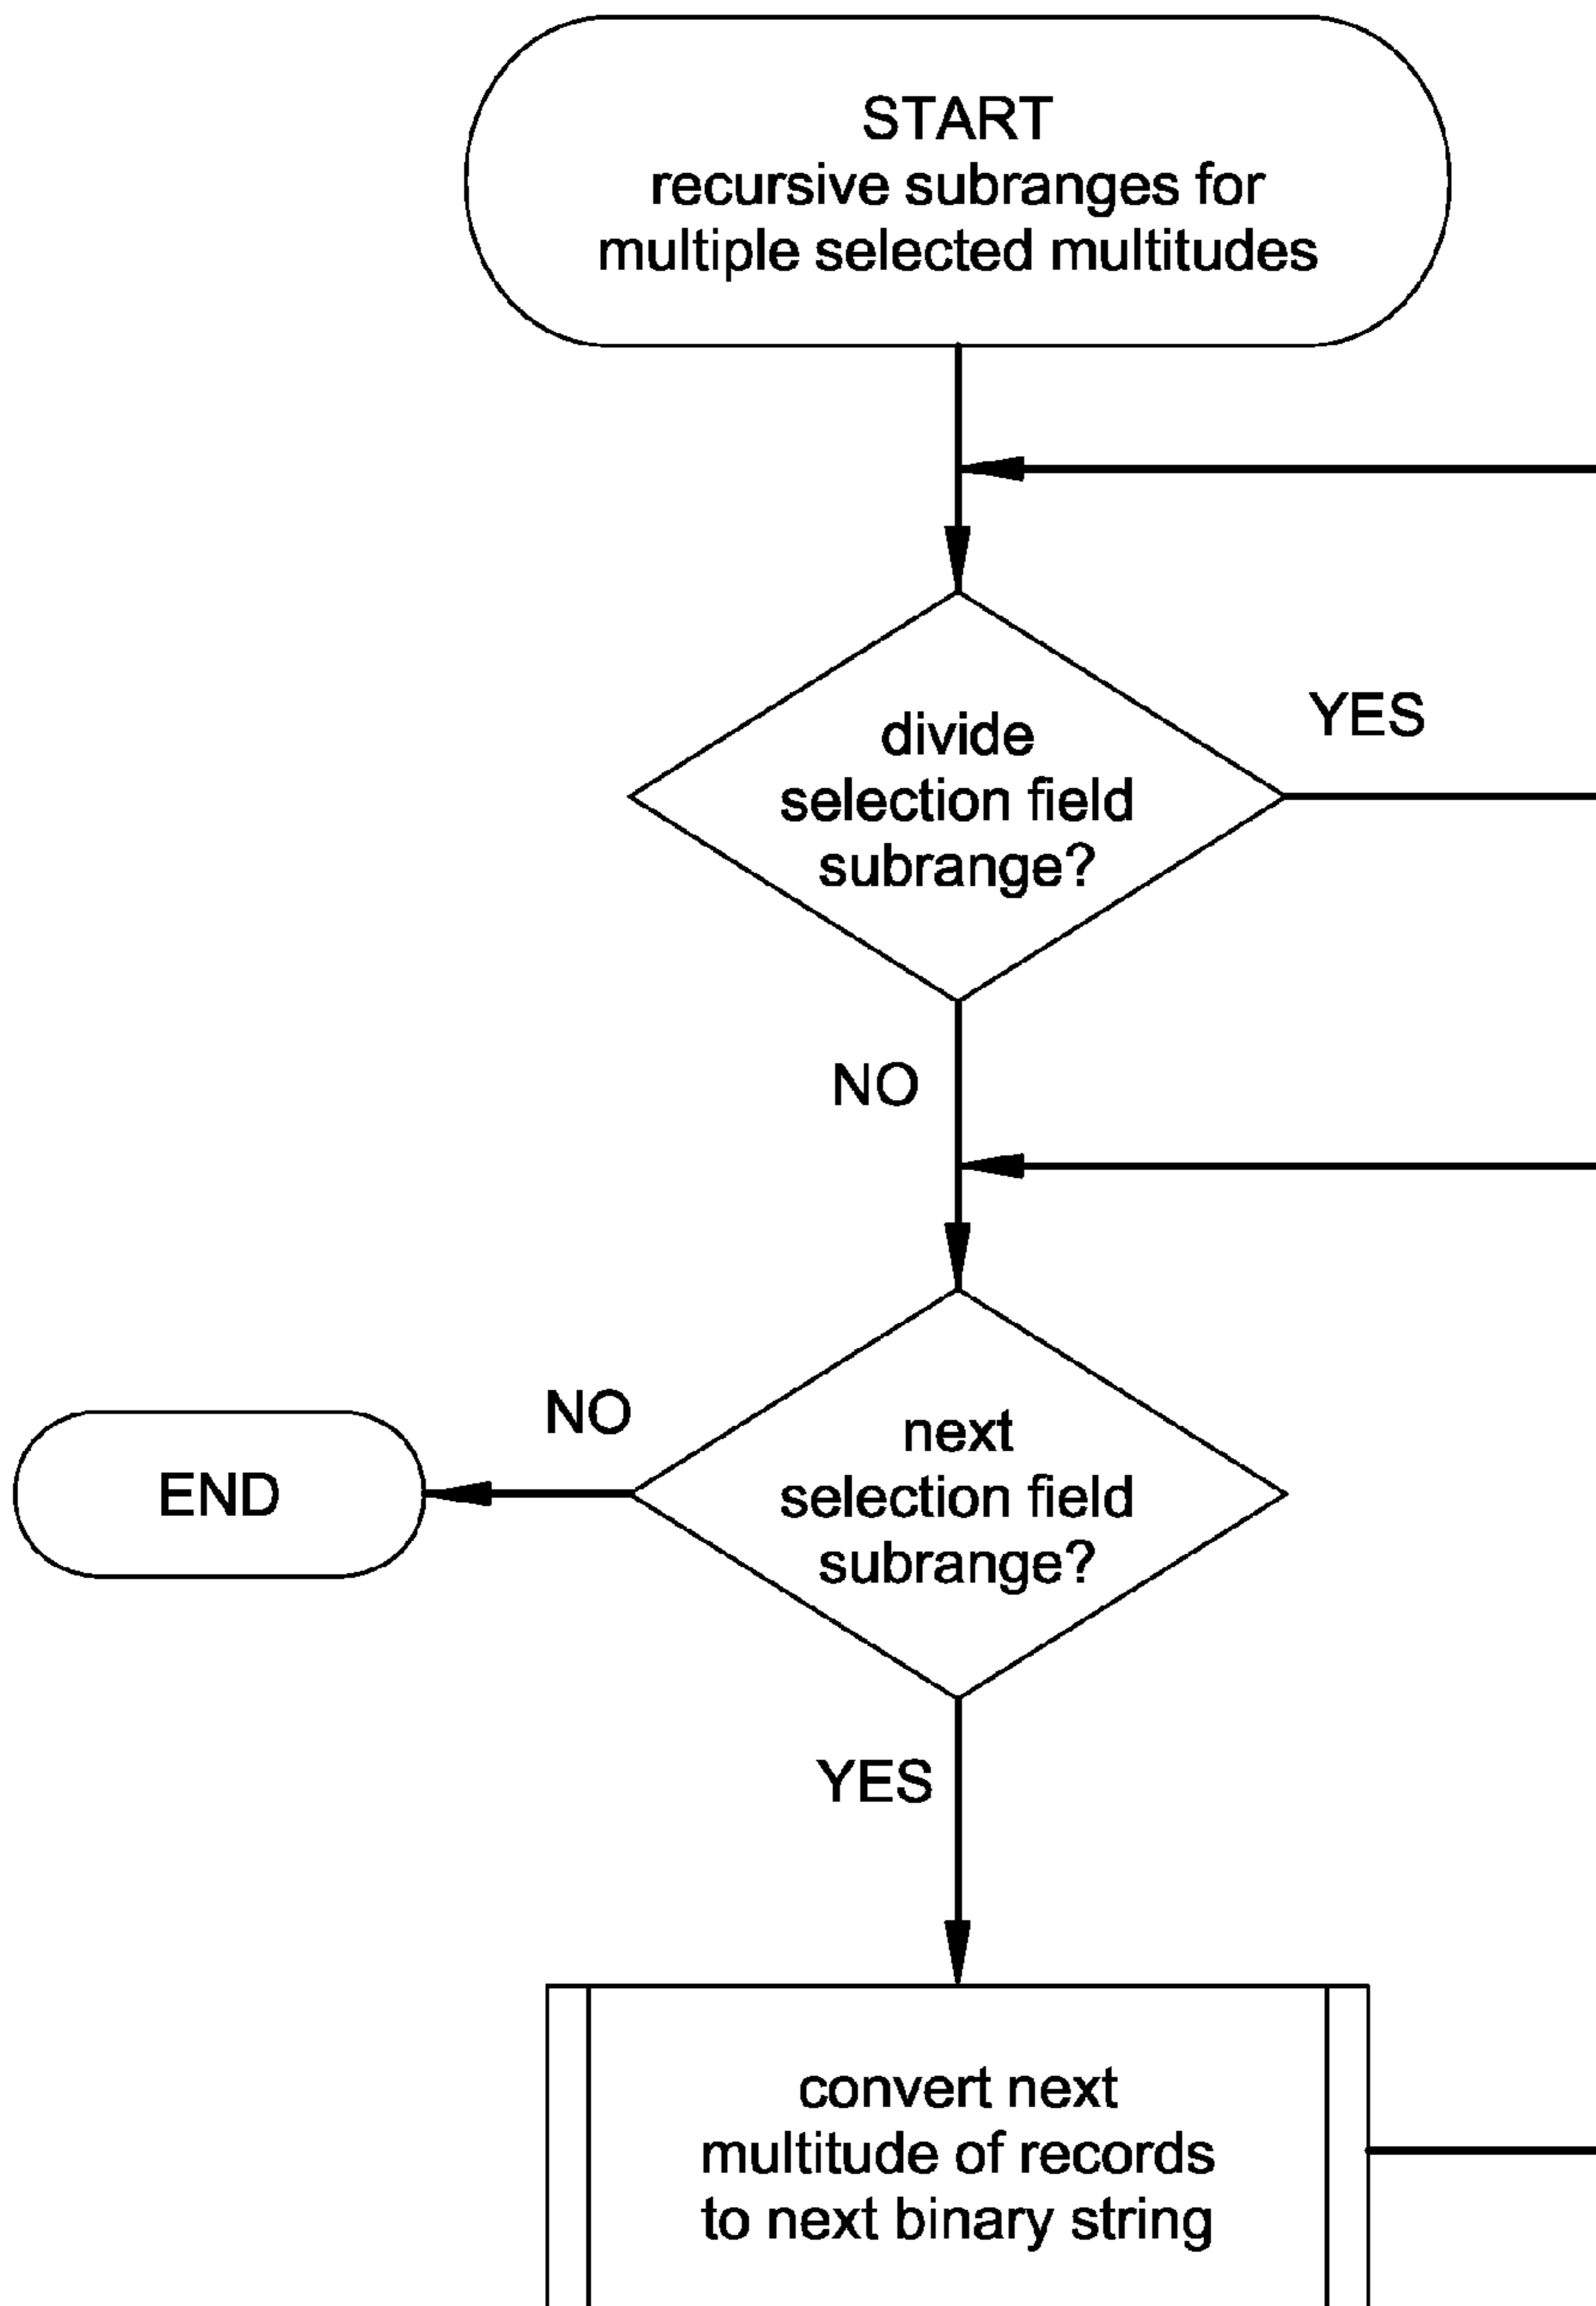 START
recursive subranges for
multiple selected multitudes
divide
selection field
subrange?
YES
NO
next
selection field
subrange?
NO
END
YES
convert next
multitude of records
to next binary string